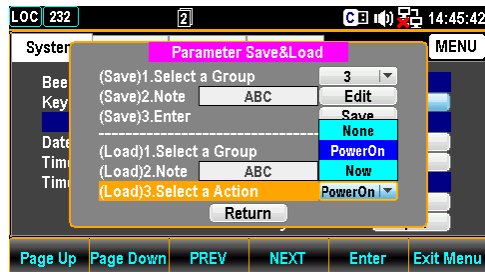 LOC 232 2 C E 14:45:42
System MENU
Parameter Save&Load
(Save)1.Select a Group 3
(Save)2.Note ABC Edit
(Save)3.Enter Save
None
(Load)1.Select a Group PowerOn
(Load)2.Note ABC Now
(Load)3.Select a Action PowerOn
Return
Bee
Key
Date
Time
Time
Page Up Page Down PREV NEXT Enter Exit Menu